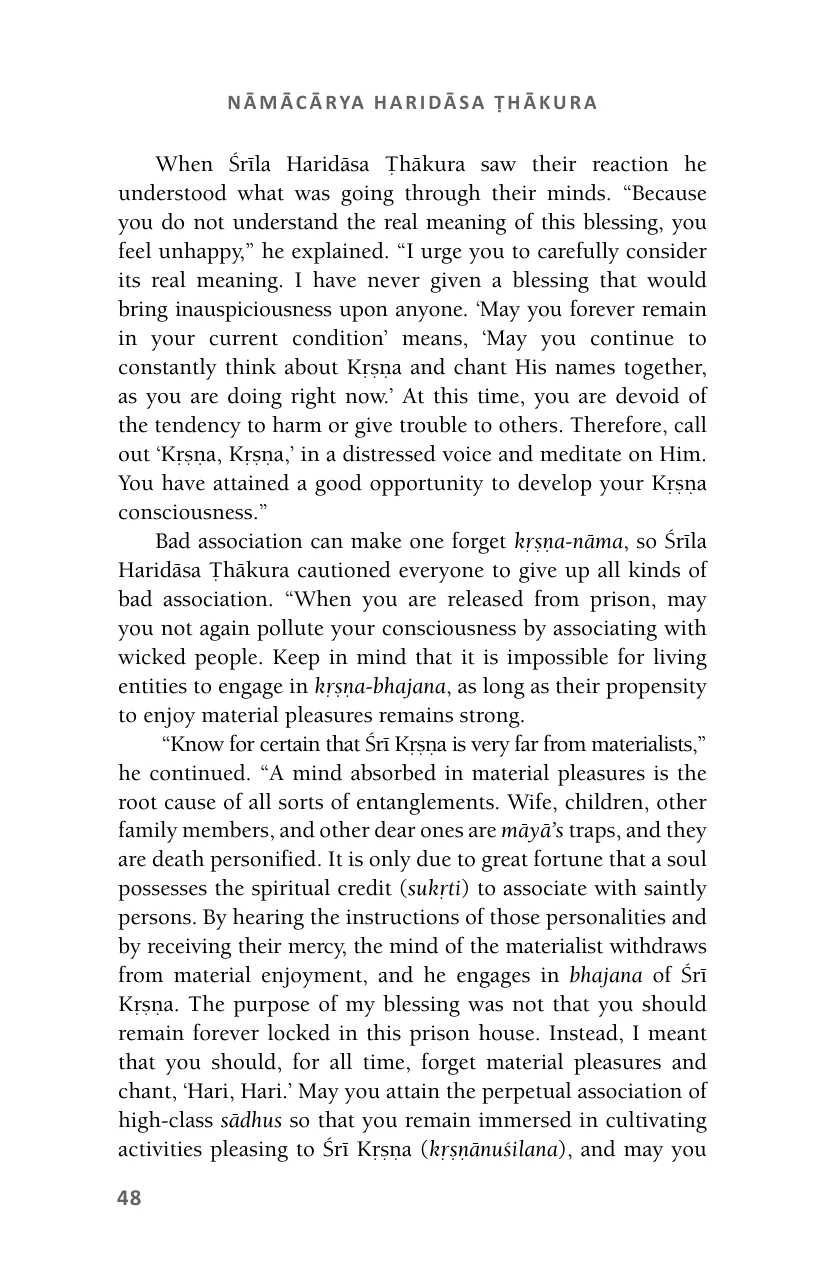 NĀMĀCĀRYA HARIDĀSA ṬHĀKURA
When Śrīla Haridāsa Ṭhākura saw their reaction he
understood what was going through their minds. “Because
you do not understand the real meaning of this blessing, you
feel unhappy,” he explained. “I urge you to carefully consider
its real meaning. I have never given a blessing that would
bring inauspiciousness upon anyone. ‘May you forever remain
in your current condition’ means, ‘May you continue to
constantly think about Kṛṣṇa and chant His names together,
as you are doing right now.’ At this time, you are devoid of
the tendency to harm or give trouble to others. Therefore, call
out ‘Kṛṣṇa, Kṛṣṇa,’ in a distressed voice and meditate on Him.
You have attained a good opportunity to develop your Kṛṣṇa
consciousness.”
Bad association can make one forget kṛṣṇa-nāma, so Śrīla
Haridāsa Ṭhākura cautioned everyone to give up all kinds of
bad association. “When you are released from prison, may
you not again pollute your consciousness by associating with
wicked people. Keep in mind that it is impossible for living
entities to engage in kṛṣṇa-bhajana, as long as their propensity
to enjoy material pleasures remains strong.
“Know for certain that Śrī Kṛṣṇa is very far from materialists,”
he continued. “A mind absorbed in material pleasures is the
root cause of all sorts of entanglements. Wife, children, other
family members, and other dear ones are māyā’s traps, and they
are death personified. It is only due to great fortune that a soul
possesses the spiritual credit (sukṛti) to associate with saintly
persons. By hearing the instructions of those personalities and
by receiving their mercy, the mind of the materialist withdraws
from material enjoyment, and he engages in bhajana of Śrī
Kṛṣṇa. The purpose of my blessing was not that you should
remain forever locked in this prison house. Instead, I meant
that you should, for all time, forget material pleasures and
chant, ‘Hari, Hari.’ May you attain the perpetual association of
high-class sādhus so that you remain immersed in cultivating
activities pleasing to Śrī Kṛṣṇa (kṛṣṇānuśilana), and may you
48